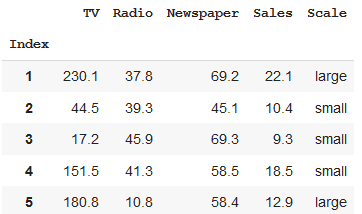 TV Radio Newspaper Sales Scale
Index
1 230.1 37.8 69.2 22.1 large
2 44.5 39.3 45.1 10.4 small
3 17.2 45.9 69.3 9.3 small
4 151.5 41.3 58.5 18.5 small
5 180.8 10.8 58.4 12.9 large